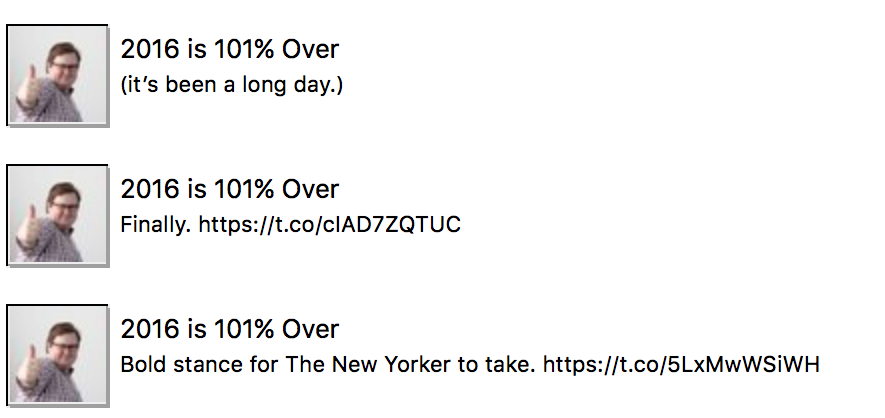 2016 is 101% Over
(it’s been a long day.)
2016 is 101% Over
Finally. https://t.co/cIAD7ZQTUC
2016 is 101% Over
Bold stance for The New Yorker to take. https://t.co/5LxMwWSiWH